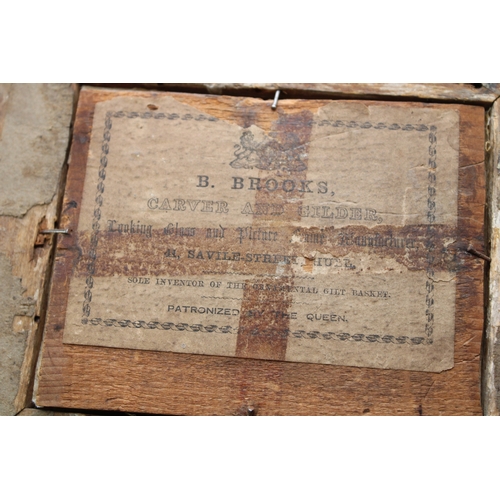 B. BROOKS,
CARVER AND GILDER,
Looking Glass and Picture Frame Manufacturer
SAVILE-STREET, HULL,
SOLE INVENTOR OF THE ORNAMENTAL GILT BASKET.
PATRONIZED BY THE QUEEN.